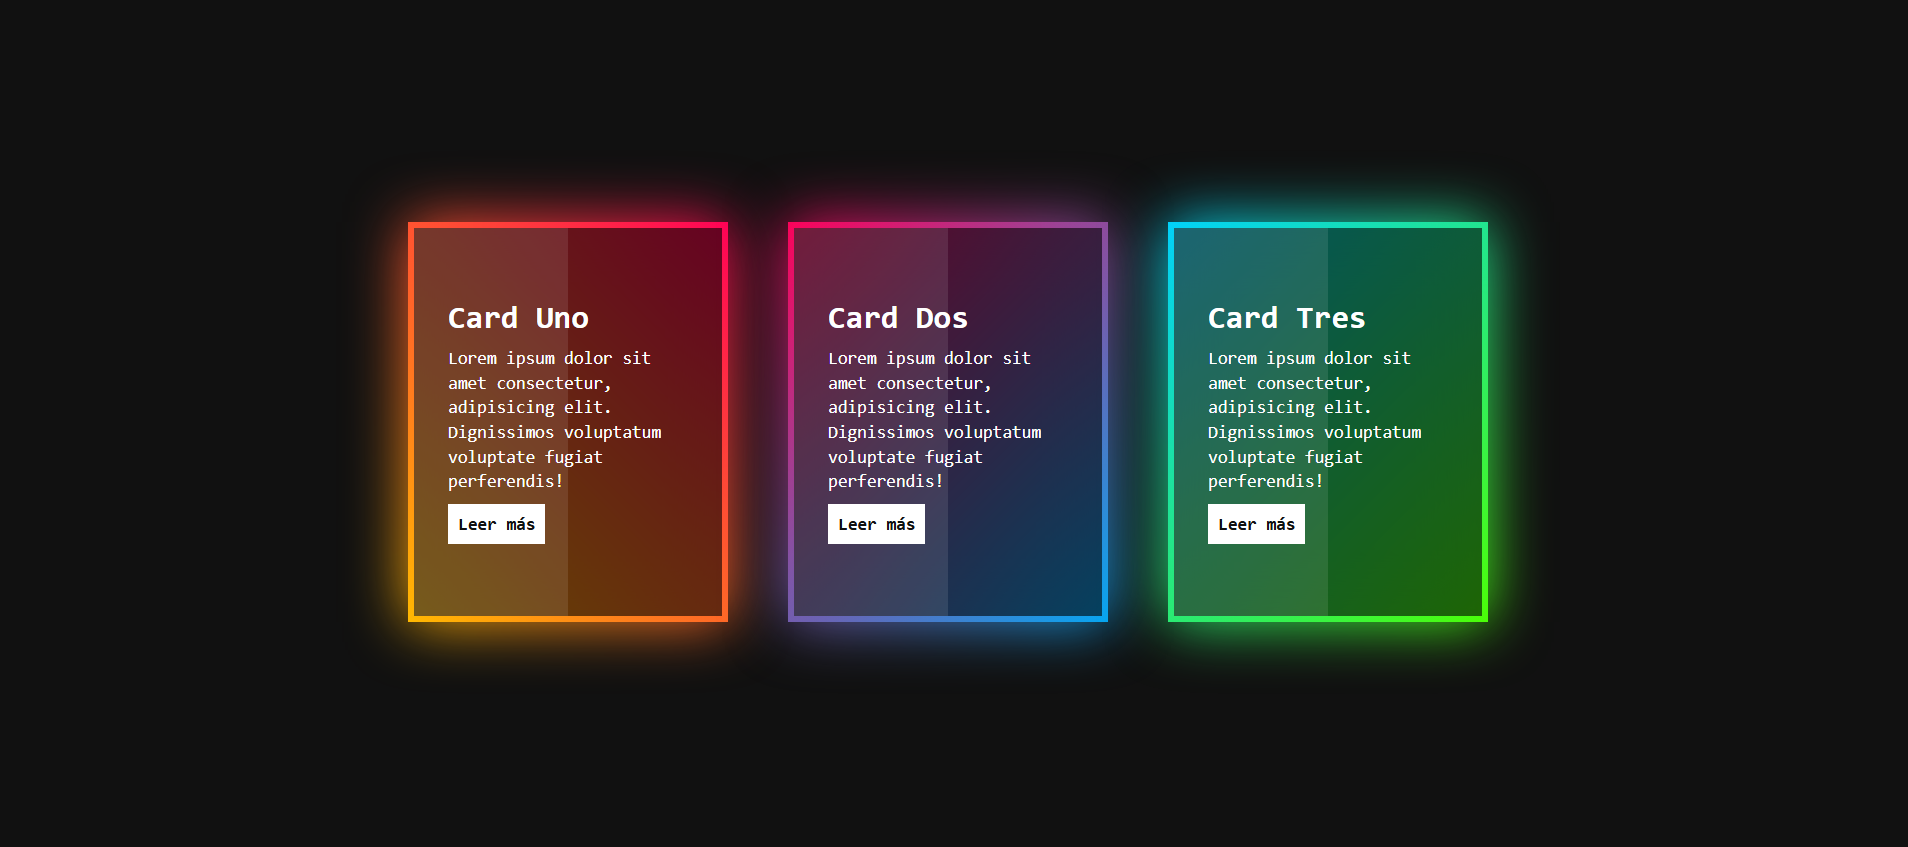 Card Uno
Lorem ipsum dolor sit
amet consectetur,
adipisicing elit.
Dignissimos voluptatum
voluptate fugiat
perferendis!
Leer más
Card Dos
Lorem ipsum dolor sit
amet consectetur,
adipisicing elit.
Dignissimos voluptatum
voluptate fugiat
perferendis!
Leer más
Card Tres
Lorem ipsum dolor sit
amet consectetur,
adipisicing elit.
Dignissimos voluptatum
voluptate fugiat
perferendis!
Leer más